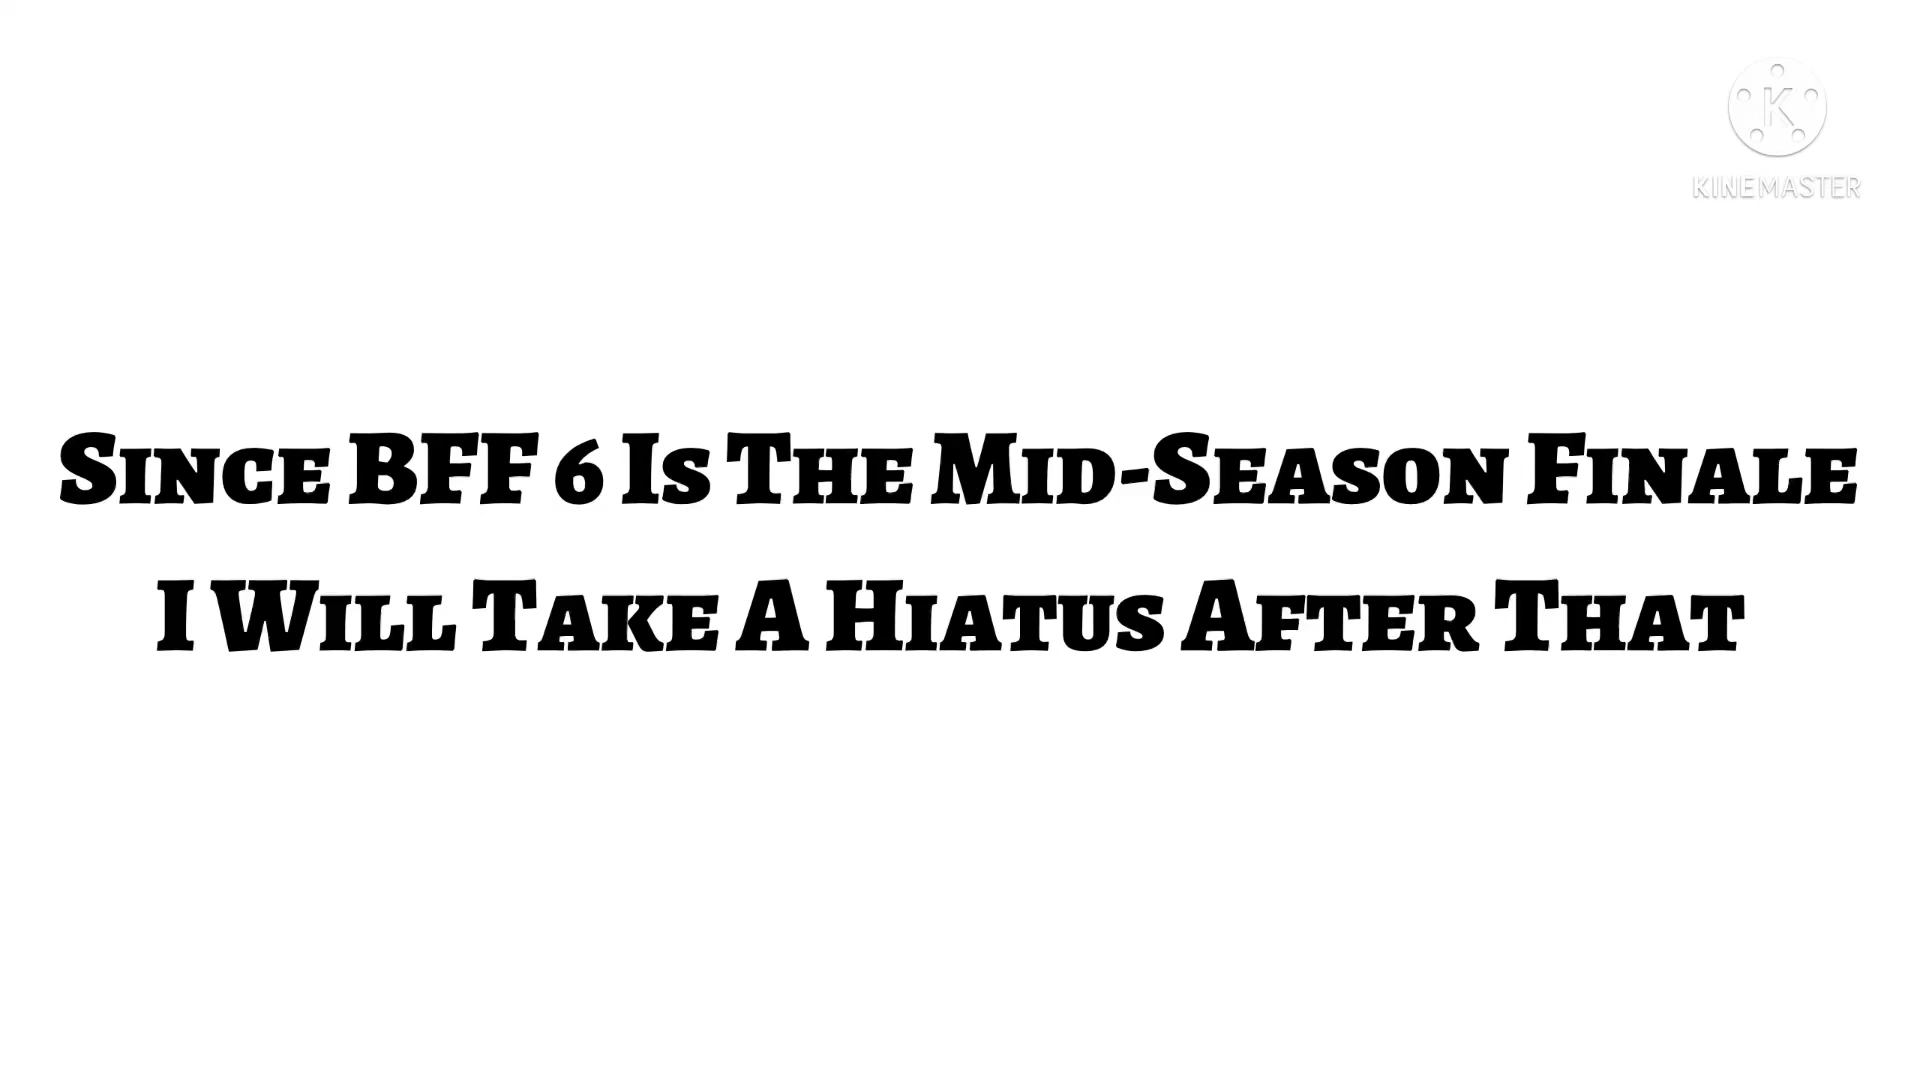 K
KINEMASTER
Since BFF 6 Is The Mid-Season Finale
I Will Take A Hiatus After That